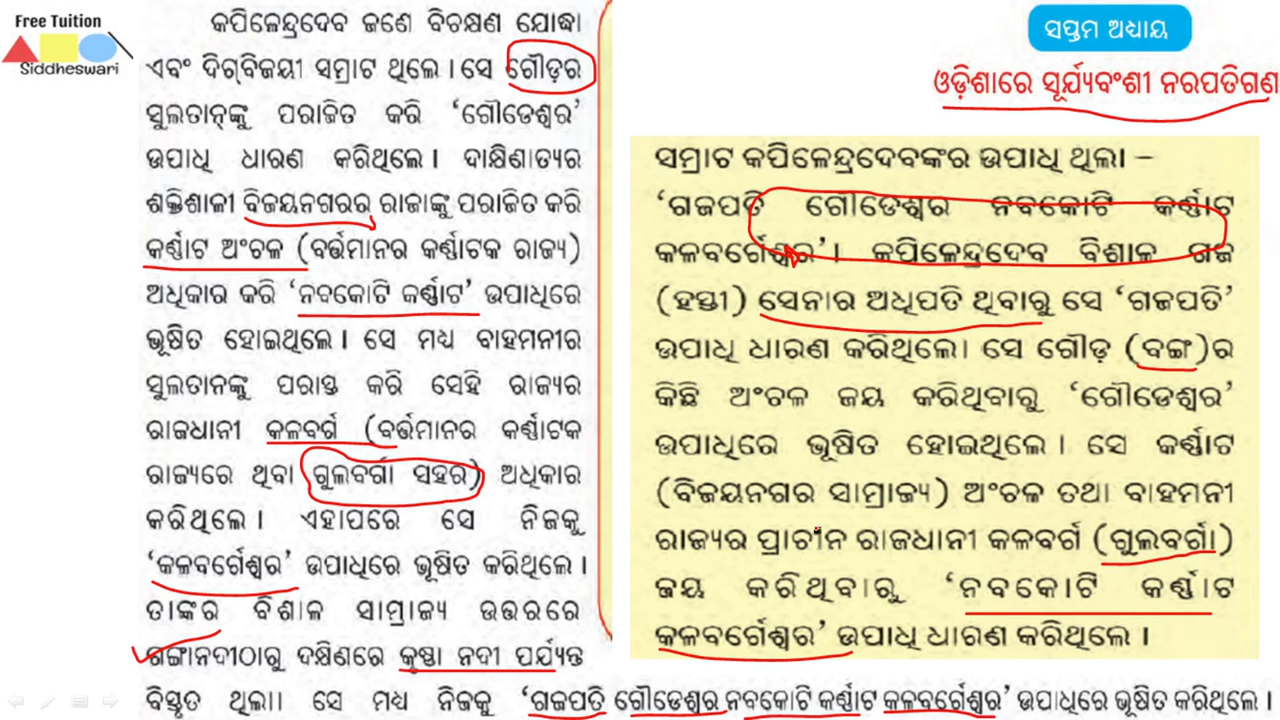 Free Tuition
Siddheswari
କପିଳେନ୍ଦ୍ରଦେବ ଜଣେ ବିଚକ୍ଷଣ ଯୋଦ୍ଧା
ଏବଂ ଦିଗ୍‌ବିଜୟୀ ସମ୍ରାଟ ଥିଲେ । ସେ ଗୌଡ଼ର
ସୁଲତାନ୍‌ଙ୍କୁ ପରାଜିତ କରି ‘ଗୌଡେଶ୍ୱର’
ଉପାଧି ଧାରଣ କରିଥିଲେ । ଦାକ୍ଷିଣାତ୍ୟର
ଶକ୍ତିଶାଳୀ ବିଜୟନଗରର ରାଜାଙ୍କୁ ପରାଜିତ କରି
କର୍ଣ୍ଣାଟ ଅଂଚଳ (ବର୍ତ୍ତମାନର କର୍ଣ୍ଣାଟକ ରାଜ୍ୟ)
ଅଧିକାର କରି ‘ନବକୋଟି କର୍ଣ୍ଣାଟ’ ଉପାଧିରେ
ଭୂଷିତ ହୋଇଥିଲେ । ସେ ମଧ୍ୟ ବାହମନୀର
ସୁଲତାନଙ୍କୁ ପରାସ୍ତ କରି ସେହି ରାଜ୍ୟର
ରାଜଧାନୀ କଳବର୍ଗ (ବର୍ତ୍ତମାନର କର୍ଣ୍ଣାଟକ
ରାଜ୍ୟରେ ଥିବା ଗୁଲବର୍ଗା ସହର) ଅଧିକାର
କରିଥିଲେ । ଏହାପରେ ସେ ନିଜକୁ
‘କଳବର୍ଗେଶ୍ୱର’ ଉପାଧିରେ ଭୂଷିତ କରିଥିଲେ ।
ତାଙ୍କର ବିଶାଳ ସାମ୍ରାଜ୍ୟ ଉତ୍ତରରେ
ଗଙ୍ଗାନଦୀଠାରୁ ଦକ୍ଷିଣରେ କୃଷ୍ଣା ନଦୀ ପର୍ଯ୍ୟନ୍ତ
ବିସ୍ତୃତ ଥିଲା। ସେ ମଧ୍ୟ ନିଜକୁ ‘ଗଜପତି ଗୌଡେଶ୍ୱର ନବକୋଟି କର୍ଣ୍ଣାଟ କଳବର୍ଗେଶ୍ୱର’ ଉପାଧିରେ ଭୂଷିତ କରିଥିଲେ ।
ସପ୍ତମ ଅଧ୍ୟାୟ
ଓଡ଼ିଶାରେ ସୂର୍ଯ୍ୟବଂଶୀ ନରପତିଗଣ
ସମ୍ରାଟ କପିଳେନ୍ଦ୍ରଦେବଙ୍କର ଉପାଧି ଥିଲା –
‘ଗଜପତି ଗୌଡେଶ୍ୱର ନବକୋଟି କର୍ଣ୍ଣାଟ
କଳବର୍ଗେଶ୍ୱର’ । କପିଳେନ୍ଦ୍ରଦେବ ବିଶାଳ ଗଜ
(ହସ୍ତୀ) ସେନାର ଅଧିପତି ଥିବାରୁ ସେ ‘ଗଜପତି’
ଉପାଧି ଧାରଣ କରିଥିଲେ। ସେ ଗୌଡ଼ (ବଙ୍ଗ)ର
କିଛି ଅଂଚଳ ଜୟ କରିଥିବାରୁ ‘ଗୌଡେଶ୍ୱର’
ଉପାଧିରେ ଭୂଷିତ ହୋଇଥିଲେ । ସେ କର୍ଣ୍ଣାଟ
(ବିଜୟନଗର ସାମ୍ରାଜ୍ୟ) ଅଂଚଳ ତଥା ବାହମନୀ
ରାଜ୍ୟର ପ୍ରାଚୀନ ରାଜଧାନୀ କଳବର୍ଗ (ଗୁଲବର୍ଗା)
ଜୟ କରିଥିବାରୁ ‘ନବକୋଟି କର୍ଣ୍ଣାଟ
କଳବର୍ଗେଶ୍ୱର’ ଉପାଧି ଧାରଣ କରିଥିଲେ ।